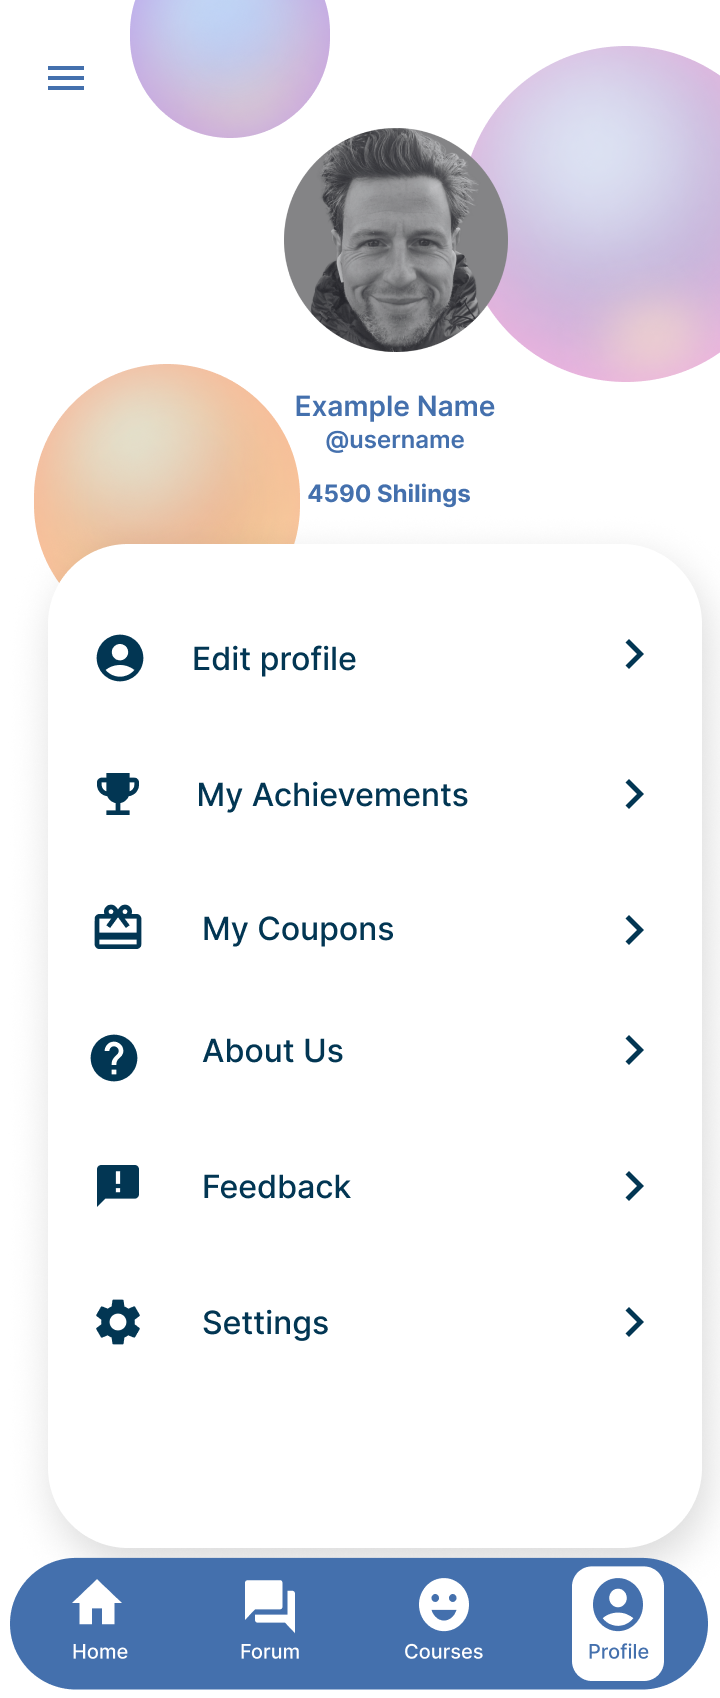 Example Name
@username
4590 Shilings
Edit profile
My Achievements
My Coupons
About Us
Feedback
Settings
Home
Forum
Courses
Profile